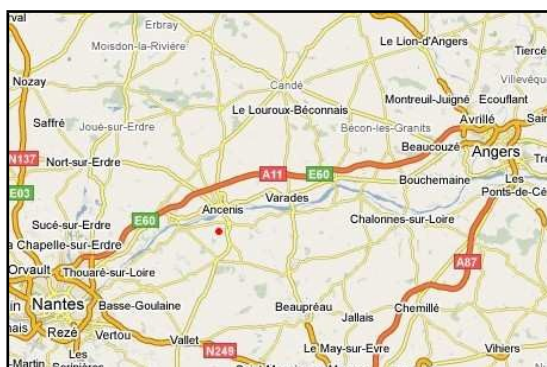 Erbray
Le Lion-d'Angers
Tiercé
Moisdon-la-Rivière
Candé
Nozay
Montreuil-Juigné
Ecouflant
Le Louroux-Béconnais
Avrillé
Saffré
Joué-sur-Erdre
Bécon-les-Granits
Beaucouzé
Angers
N137
Nort-sur-Erdre
A11
E60
Bouchemaine
Les
E03
Varades
Ponts-de-Cé
Ancenis
Sucé-sur-Erdre
E60
Chalonnes-sur-Loire
a Chapelle-sur-Erdre
A87
Orvault
Thouaré-sur-Loire
Nantes
Basse-Goulaine
Beaupréau
Chemillé
Rezé
Vertou
Vallet
Jallais
Les
N249
Le May-sur-Evre
Vihiers